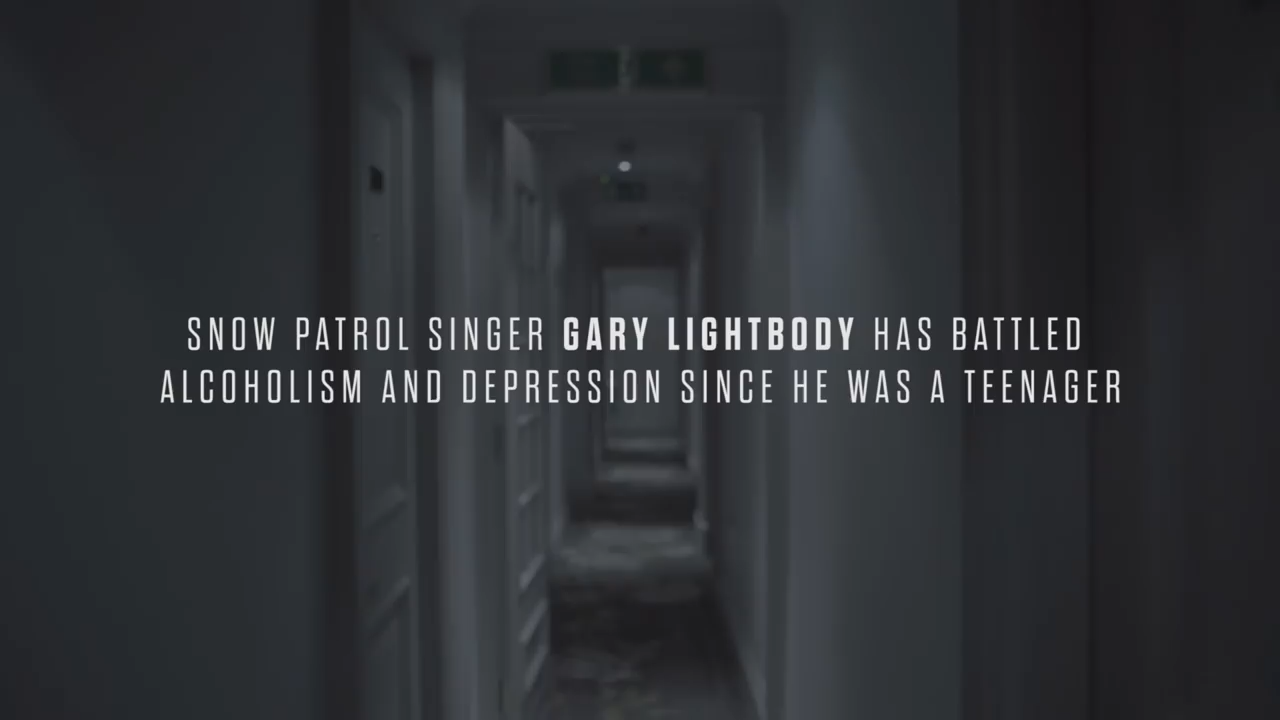 SNOW PATROL SINGER GARY LIGHTBODY HAS BATTLED
ALCOHOLISM AND DEPRESSION SINCE HE WAS A TEENAGER